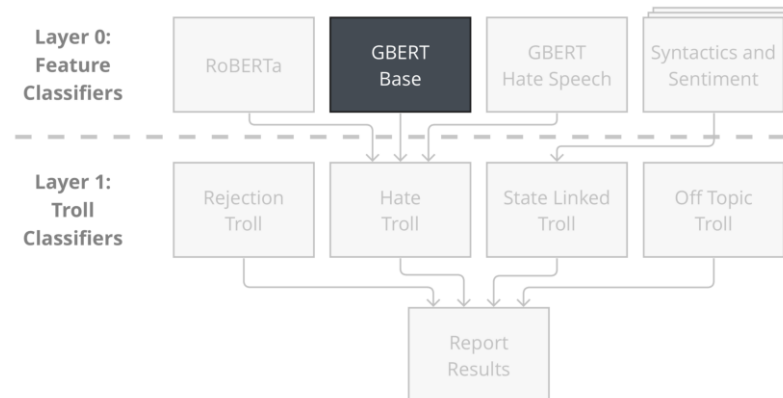 Layer 0:
Feature
Classifiers
RoBERTa
GBERT
Base
GBERT
Hate Speech
Syntactics and
Sentiment
Layer 1:
Troll
Classifiers
Rejection
Troll
Hate
Troll
State Linked
Troll
Off Topic
Troll
Report
Results